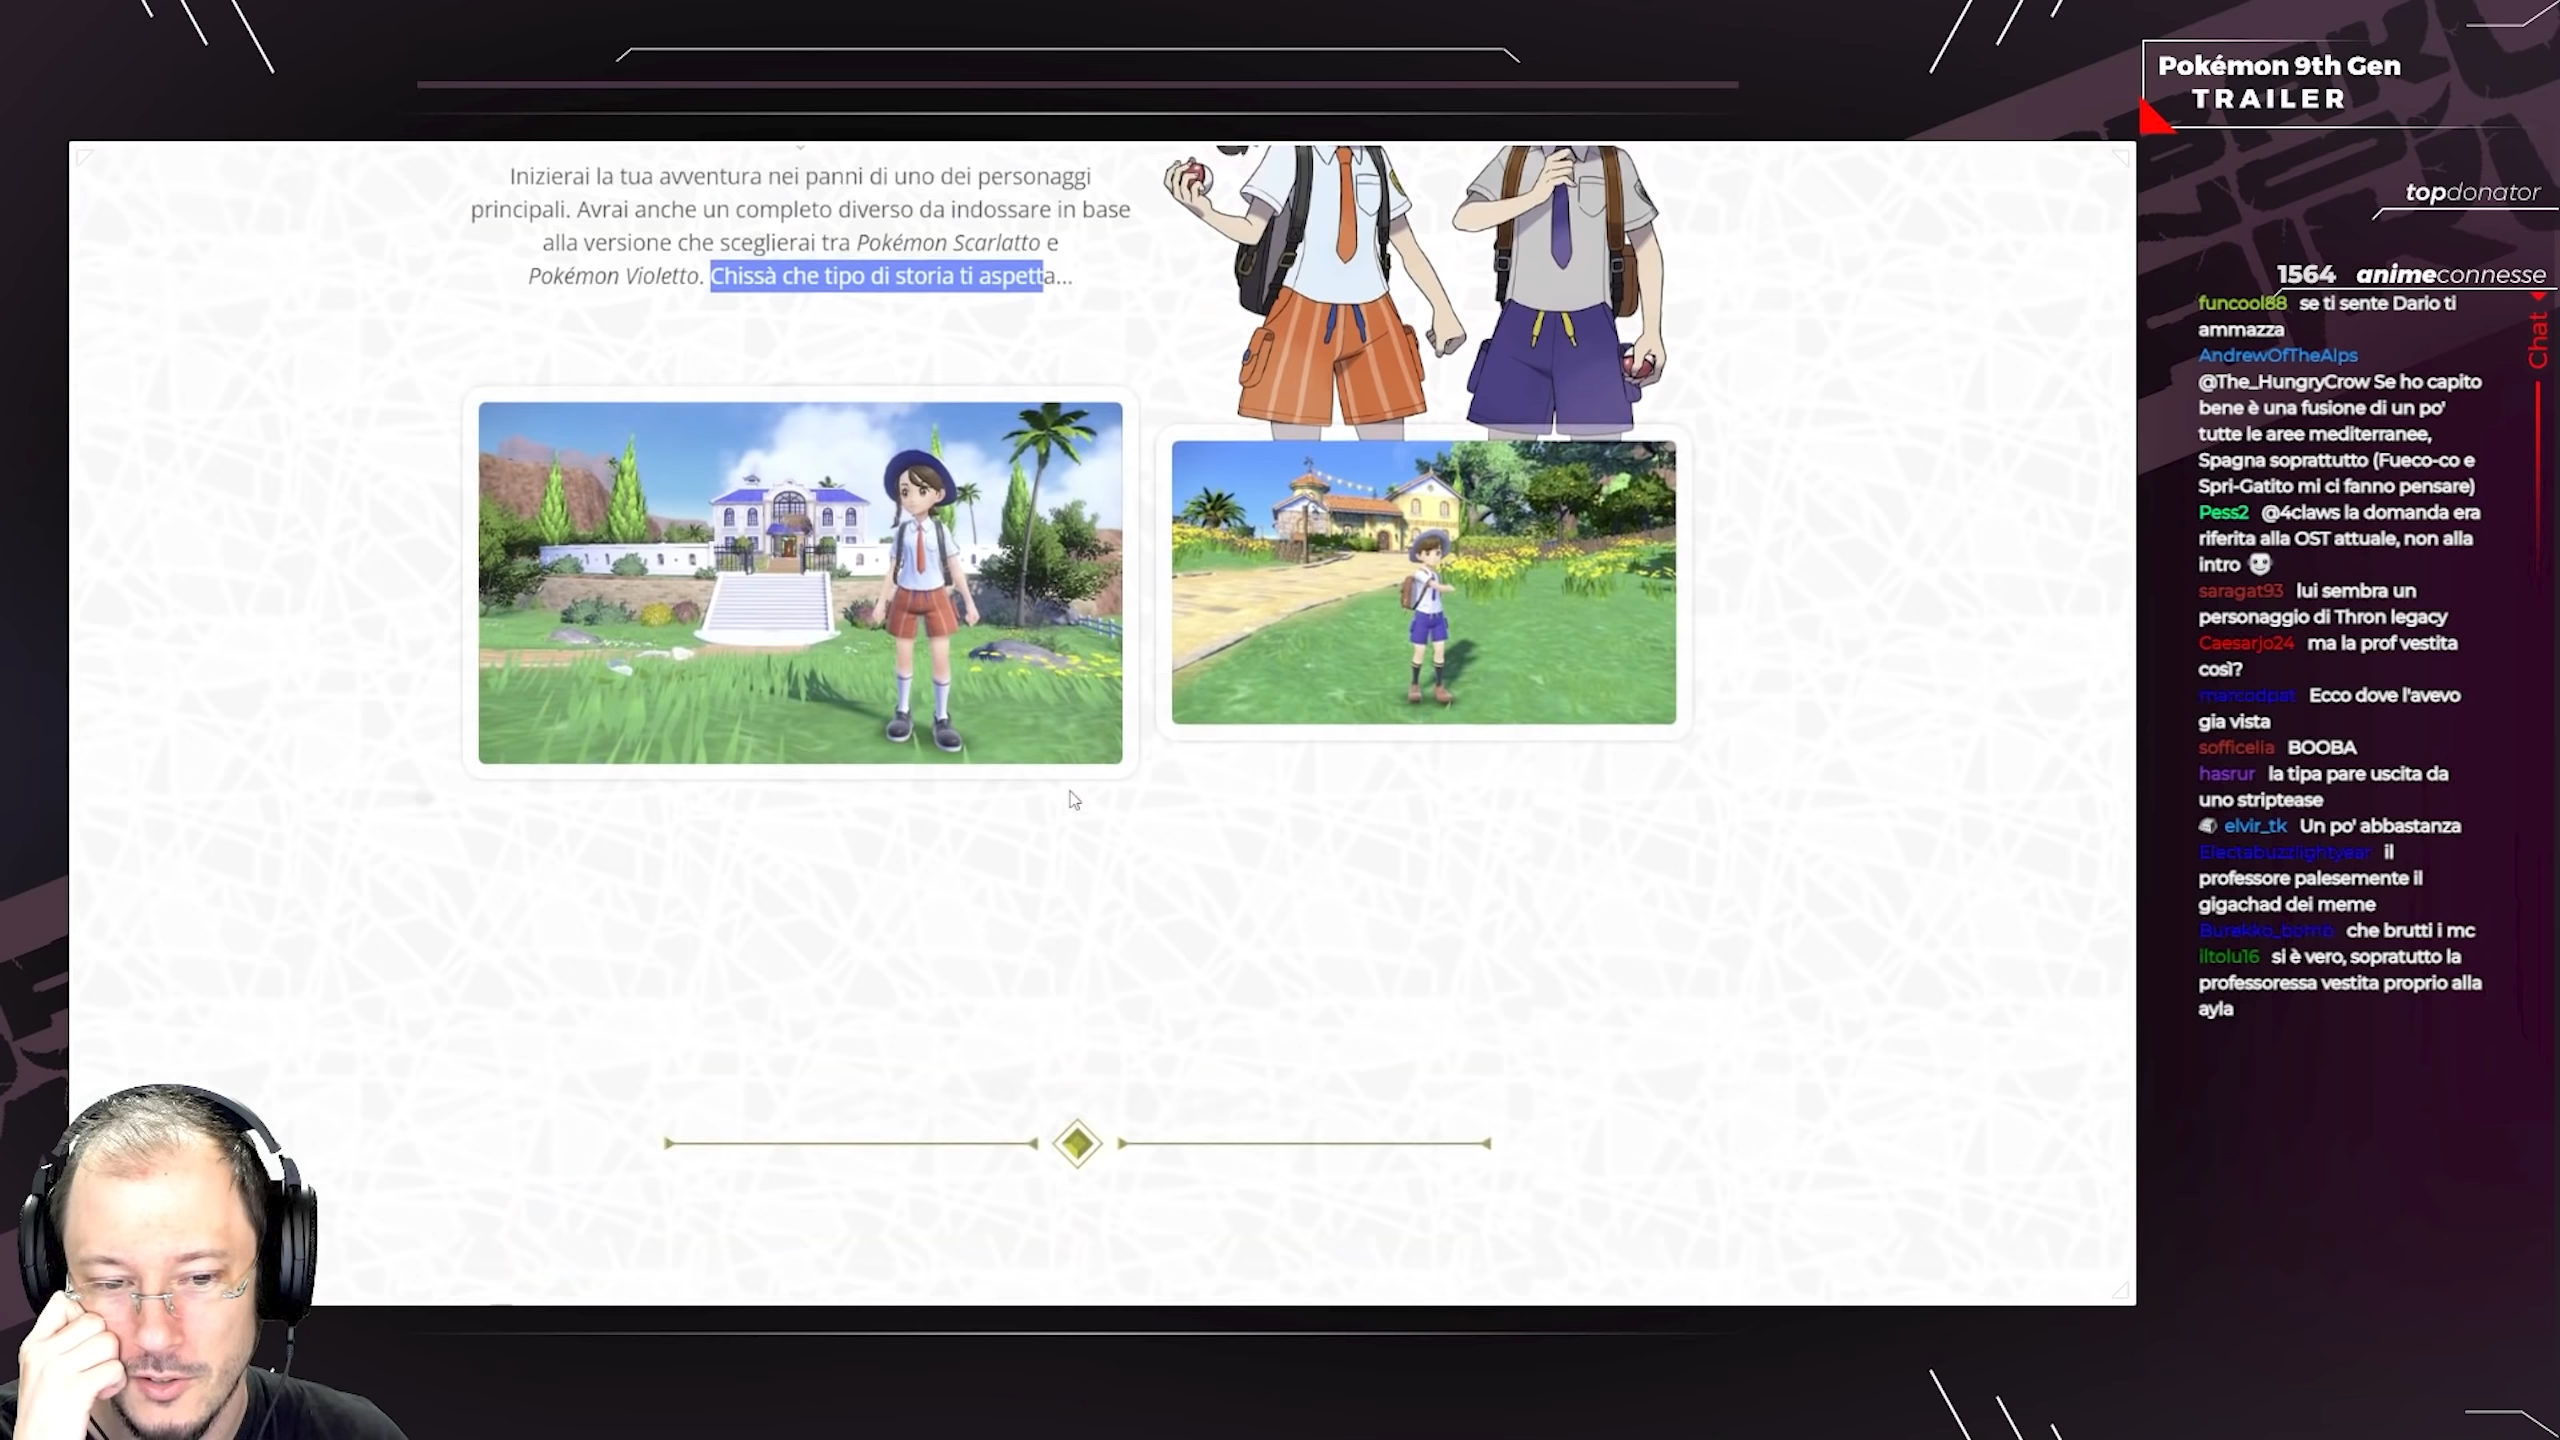 Pokémon 9th Gen
TRAILER
topdonator
1564 animeconnesse
Chat
Inizierai la tua avventura nei panni di uno dei personaggi
principali. Avrai anche un completo diverso da indossare in base
alla versione che sceglierai tra Pokémon Scarlatto e
Pokémon Violetto. Chissà che tipo di storia ti aspetta...
funcool88 se ti sente Dario ti
ammazza
AndrewOfTheAlps
@The_HungryCrow Se ho capito
bene è una fusione di un po'
tutte le aree mediterranee,
Spagna soprattutto (Fueco-co e
Spri-Gatito mi ci fanno pensare)
Pess2 @4claws la domanda era
riferita alla OST attuale, non alla
intro
saragat93 lui sembra un
personaggio di Thron legacy
Caesarjo24 ma la prof vestita
così?
marcodpat Ecco dove l'avevo
gia vista
sofficelia BOOBA
hasrur la tipa pare uscita da
uno striptease
elvir_tk Un po' abbastanza
Electabuzzlightyear il
professore palesemente il
gigachad dei meme
Burakko_bomb che brutti i mc
iltolu16 si è vero, sopratutto la
professoressa vestita proprio alla
ayla